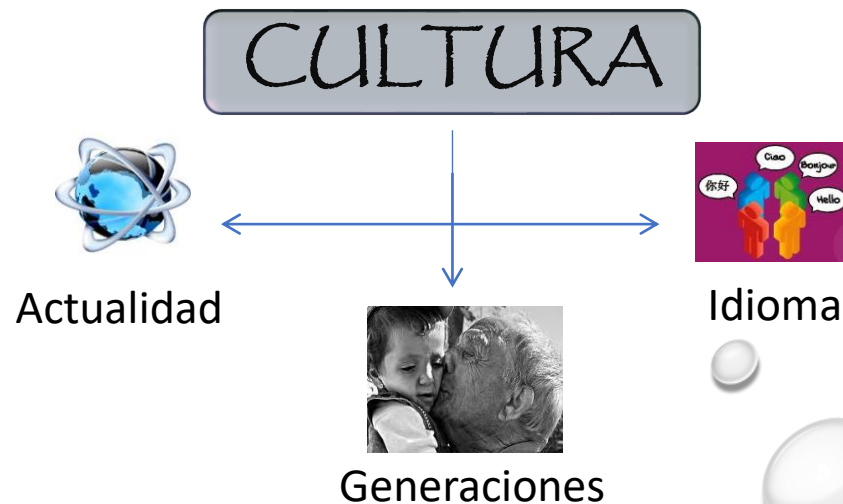 CULTURA
Ciao
Bonjour
你好
Hello
Actualidad
Idioma
Generaciones